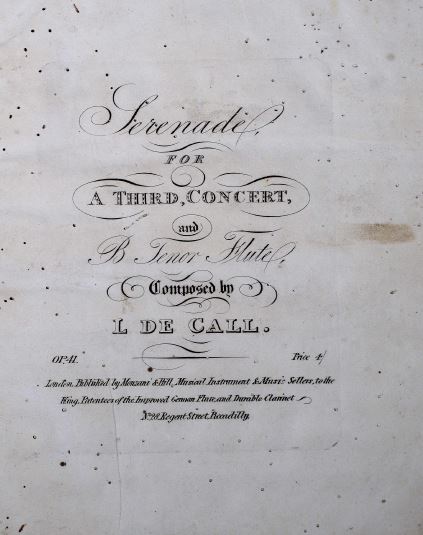 Serenade,
FOR
A THIRD, CONCERT,
and
B Tenor Flute,
Composed by
L DE CALL.
OP. 41. Price 4/
London, Published by Monzani & Hill, Musical Instrument & Music Sellers, to the
King, Patentees of the Improved German Flute, and Durable Clarinet
No. 28, Regent Street, Piccadilly.